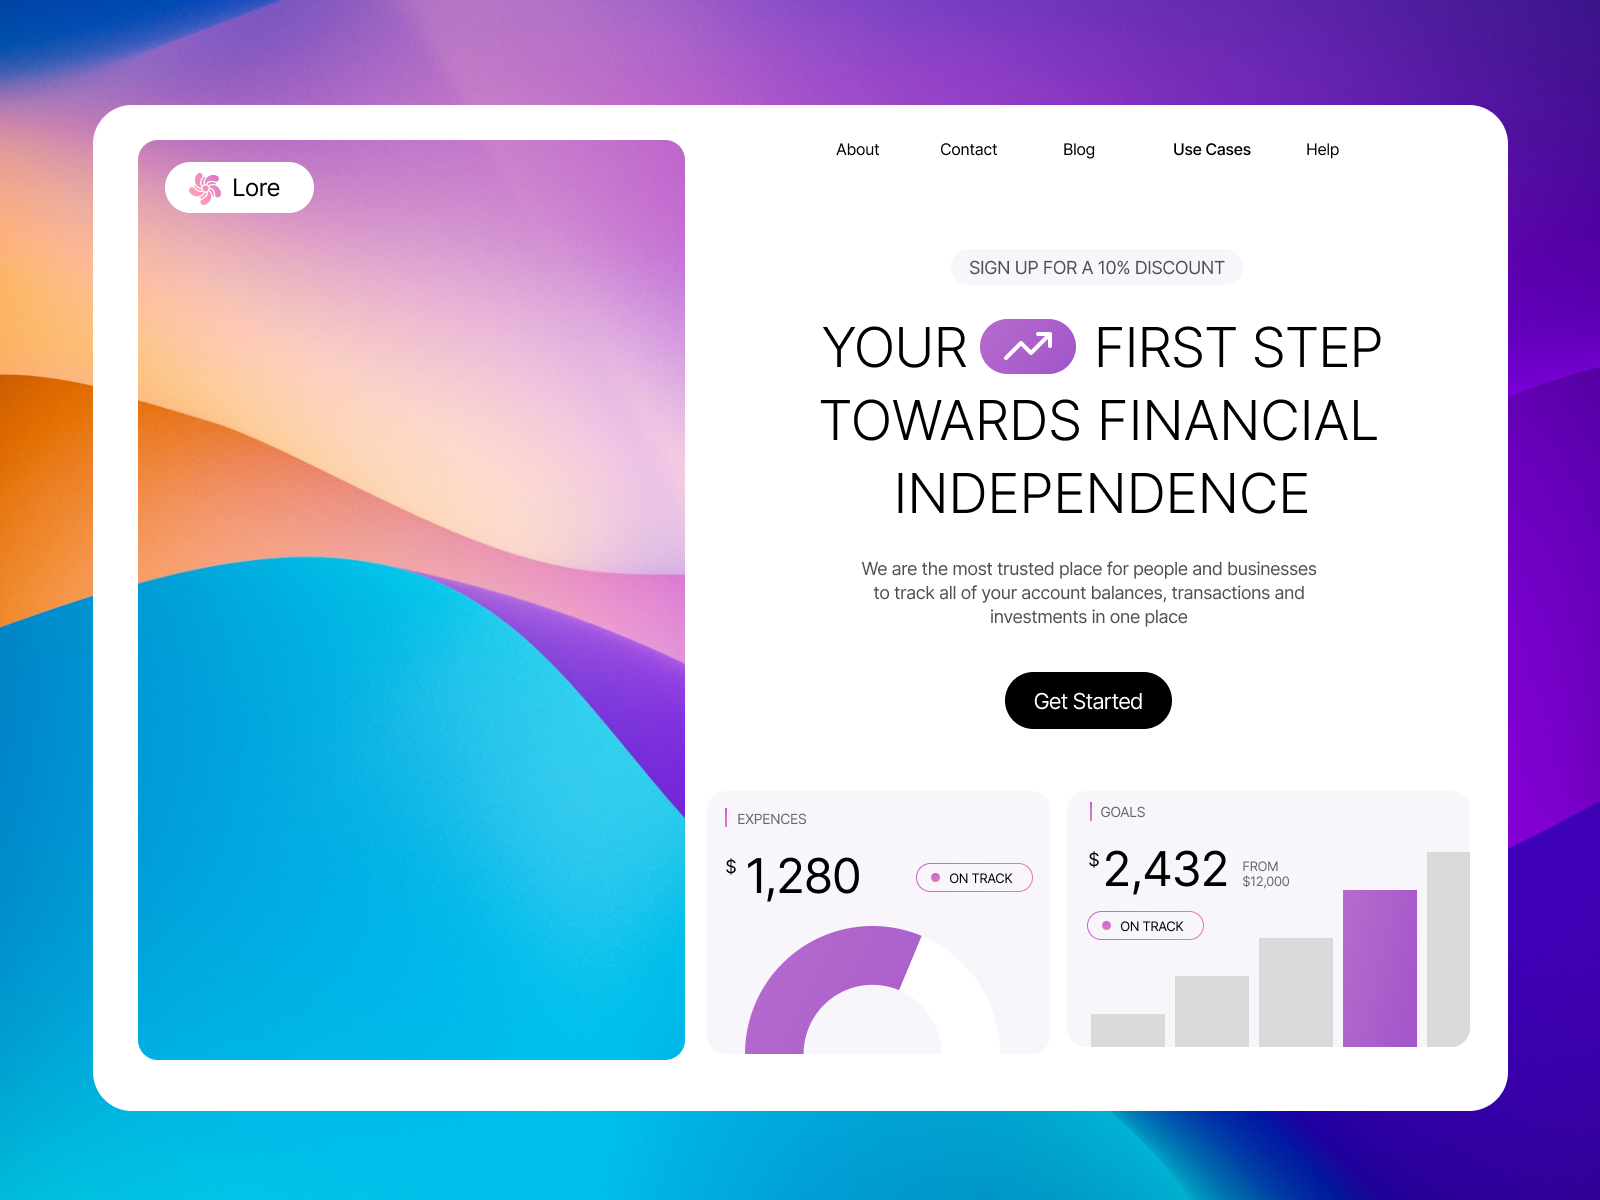 Lore
About Contact Blog Use Cases Help
SIGN UP FOR A 10% DISCOUNT
YOUR FIRST STEP
TOWARDS FINANCIAL
INDEPENDENCE
We are the most trusted place for people and businesses
to track all of your account balances, transactions and
investments in one place
Get Started
EXPENCES
$ 1,280
ON TRACK
GOALS
$ 2,432
FROM
$12,000
ON TRACK